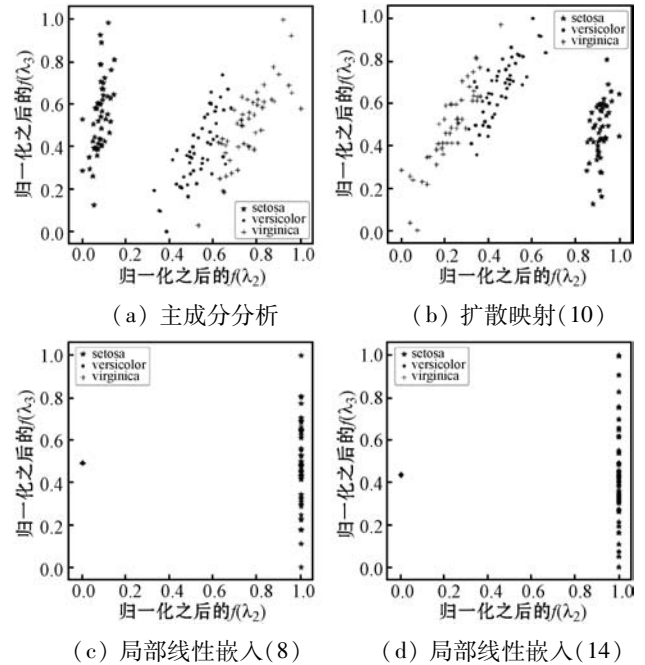 归一化之后的f(λ₃)
1.0
0.8
0.6
0.4
0.2
0.0
setosa
versicolor
virginica
0.0 0.2 0.4 0.6 0.8 1.0
归一化之后的f(λ₂)
(a) 主成分分析
归一化之后的f(λ₃)
1.0
0.8
0.6
0.4
0.2
0.0
setosa
versicolor
virginica
0.0 0.2 0.4 0.6 0.8 1.0
归一化之后的f(λ₂)
(b) 扩散映射(10)
归一化之后的f(λ₃)
1.0
0.8
0.6
0.4
0.2
0.0
setosa
versicolor
virginica
0.0 0.2 0.4 0.6 0.8 1.0
归一化之后的f(λ₂)
(c) 局部线性嵌入(8)
归一化之后的f(λ₃)
1.0
0.8
0.6
0.4
0.2
0.0
setosa
versicolor
virginica
0.0 0.2 0.4 0.6 0.8 1.0
归一化之后的f(λ₂)
(d) 局部线性嵌入(14)